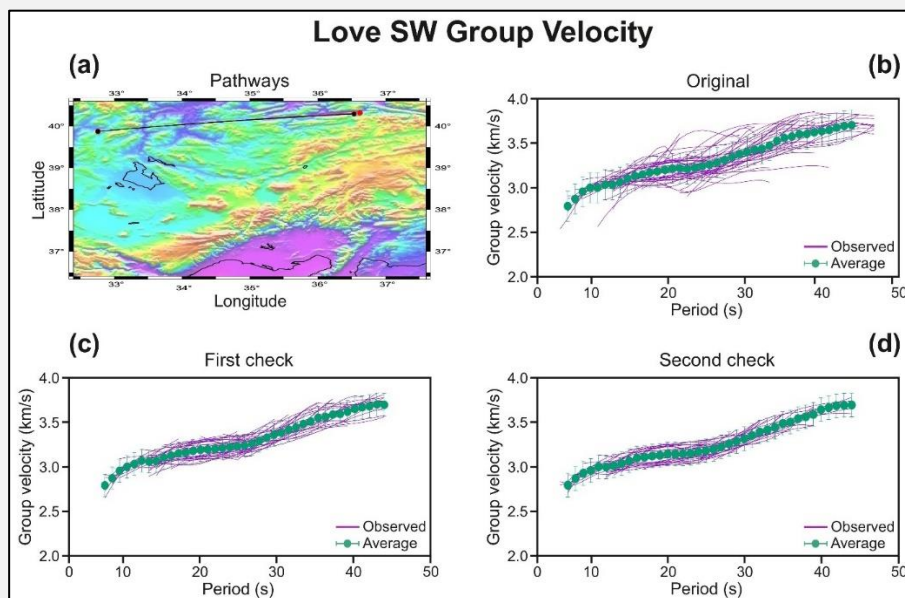 Love SW Group Velocity
(a)
Pathways
40°
39°
38°
37°
33°
34°
35°
36°
37°
Latitude
Longitude
(b)
Original
Group velocity (km/s)
4.0
3.5
3.0
2.5
2.0
0
10
20
30
40
50
Period (s)
Observed
Average
(c)
First check
Group velocity (km/s)
4.0
3.5
3.0
2.5
2.0
0
10
20
30
40
50
Period (s)
Observed
Average
(d)
Second check
Group velocity (km/s)
4.0
3.5
3.0
2.5
2.0
0
10
20
30
40
50
Period (s)
Observed
Average